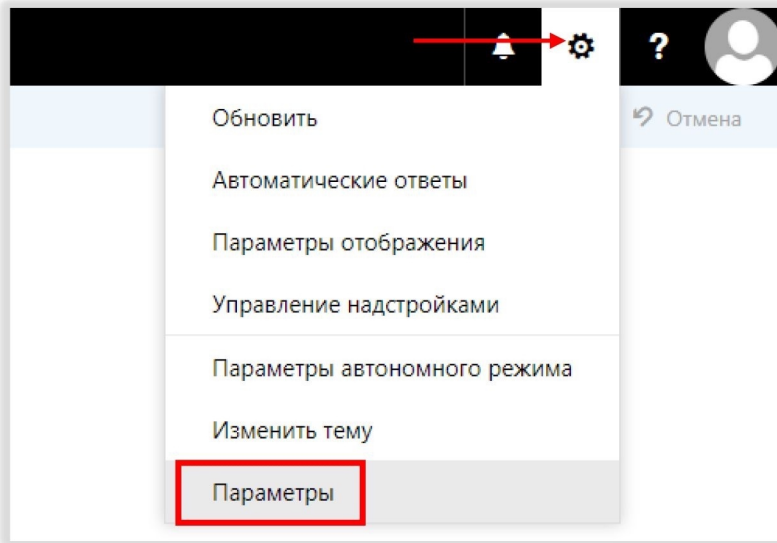 ?
Обновить
Отмена
Автоматические ответы
Параметры отображения
Управление надстройками
Параметры автономного режима
Изменить тему
Параметры